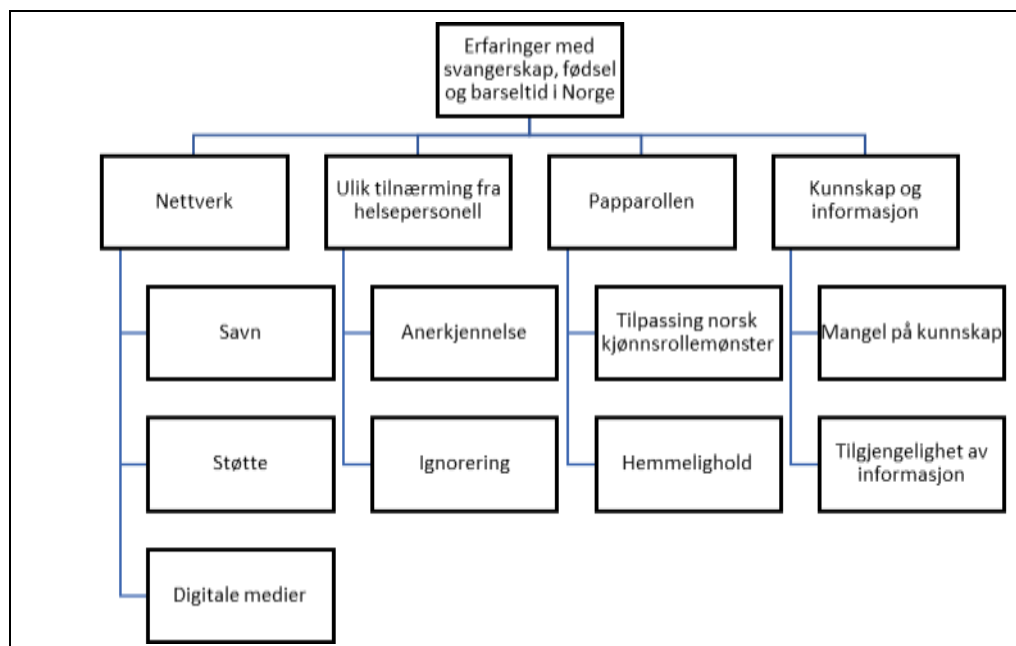 Erfaringer med
svangerskap, fødsel
og barseltid i Norge
Nettverk
Ulik tilnærming fra
helsepersonell
Papparollen
Kunnskap og
informasjon
Savn
Anerkjennelse
Tilpassing norsk
kjønnsrollemønster
Mangel på kunnskap
Støtte
Ignorering
Hemmelighold
Tilgjengelighet av
informasjon
Digitale medier